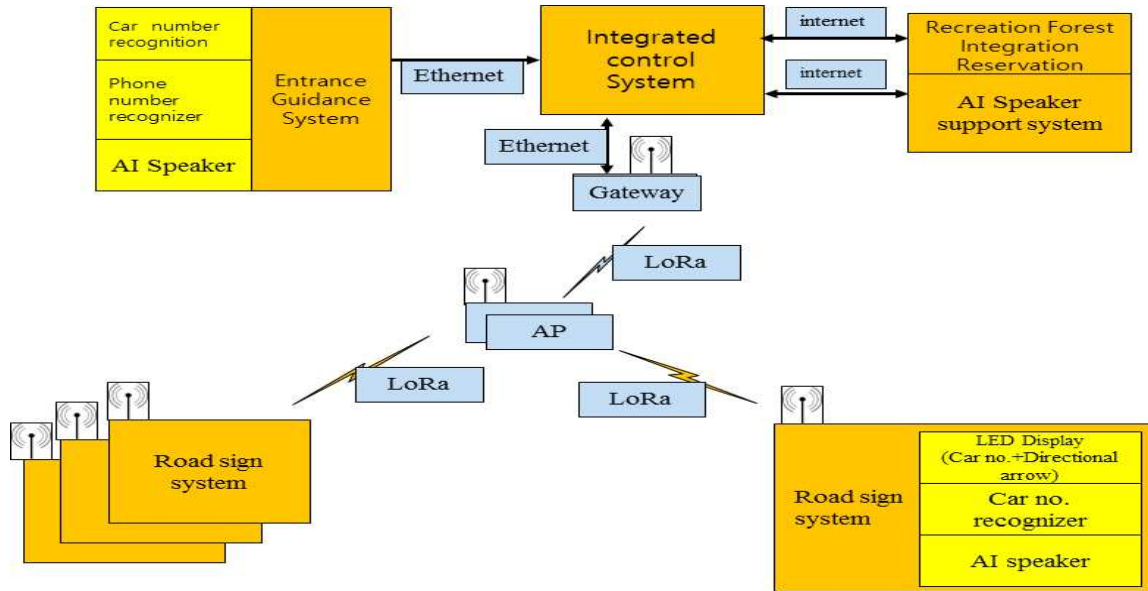 Car number
recognition
Phone
number
recognizer
AI Speaker
Entrance
Guidance
System
Ethernet
Integrated
control
System
internet
internet
Recreation Forest
Integration
Reservation
AI Speaker
support system
Ethernet
Gateway
LoRa
AP
LoRa
LoRa
Road sign
system
Road sign
system
LED Display
(Car no.+Directional
arrow)
Car no.
recognizer
AI speaker